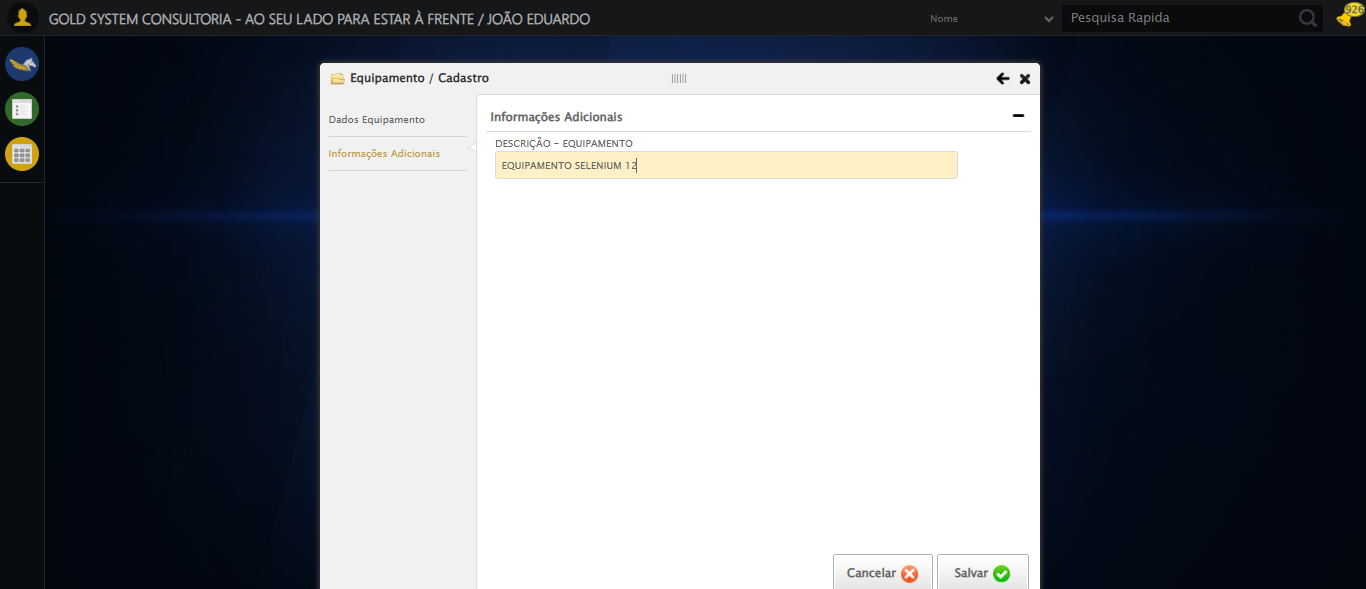 GOLD SYSTEM CONSULTORIA - AO SEU LADO PARA ESTAR À FRENTE / JOÃO EDUARDO
Nome
Pesquisa Rapida
926
Equipamento / Cadastro
Dados Equipamento
Informações Adicionais
Informações Adicionais
DESCRIÇÃO - EQUIPAMENTO
EQUIPAMENTO SELENIUM 12
Cancelar
Salvar